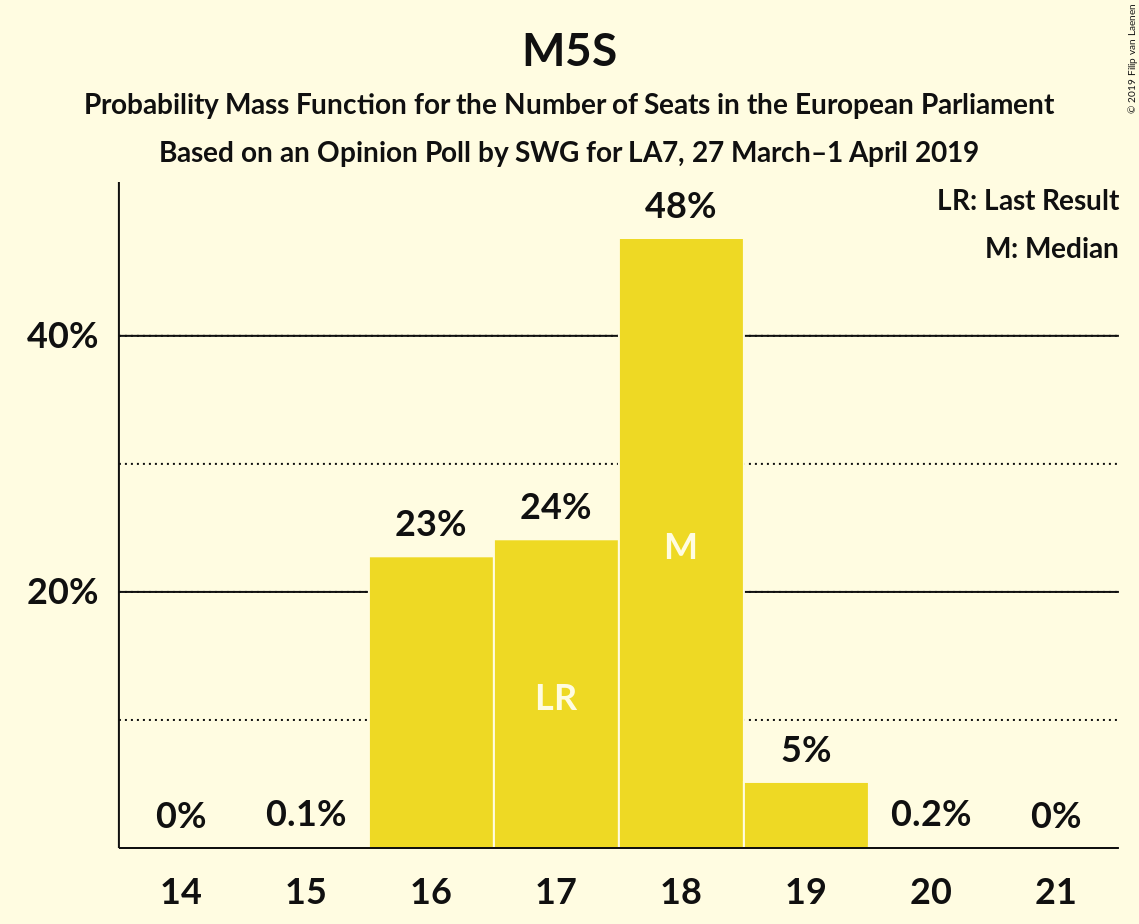 M5S
Probability Mass Function for the Number of Seats in the European Parliament
Based on an Opinion Poll by SWG for LA7, 27 March–1 April 2019
© 2019 Filip van Laenen
LR: Last Result
M: Median
48%
40%
24%
23%
M
20%
LR
5%
0%
0.1%
0.2%
0%
14 15 16 17 18 19 20 21